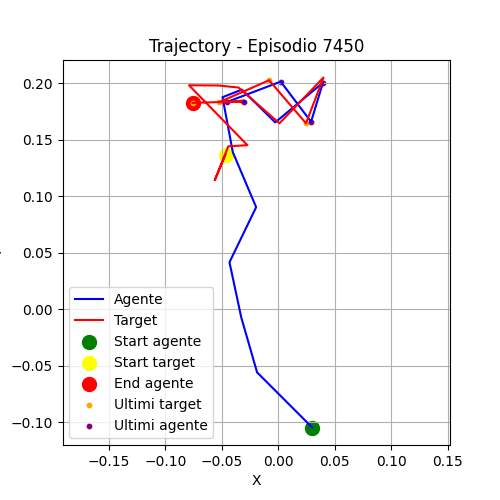 Trajectory - Episodio 7450
0.20
0.15
0.10
0.05
0.00
−0.05
−0.10
Agente
Target
Start agente
Start target
End agente
Ultimi target
Ultimi agente
−0.15 −0.10 −0.05 0.00 0.05 0.10 0.15
X